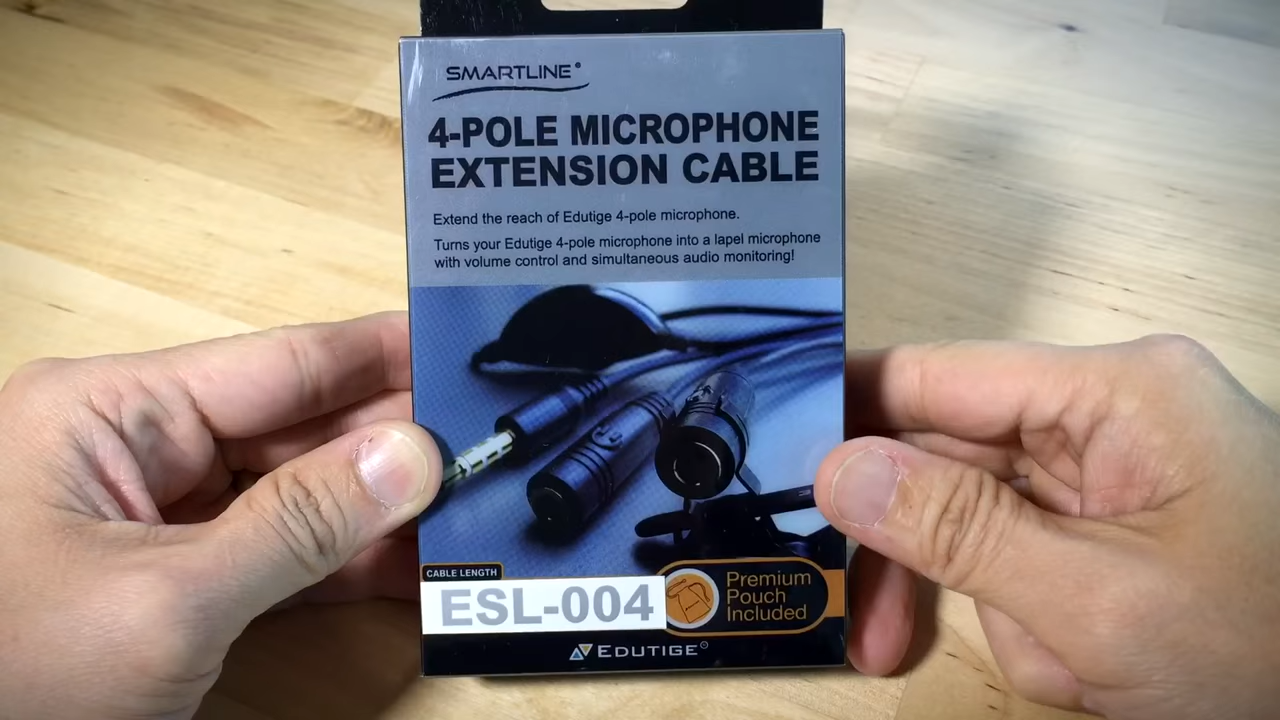 SMARTLINE®
4-POLE MICROPHONE
EXTENSION CABLE
Extend the reach of Edutige 4-pole microphone.
Turns your Edutige 4-pole microphone into a lapel microphone
with volume control and simultaneous audio monitoring!
CABLE LENGTH
ESL-004
Premium
Pouch
Included
EDUTIGE®